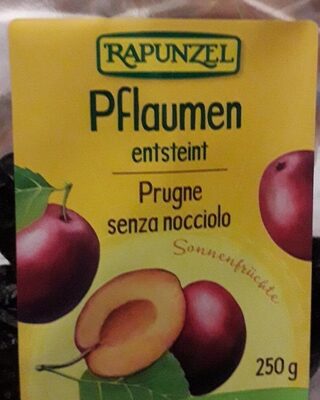 RAPUNZEL
Pflaumen
entsteint
Prugne
senza nocciolo
Sonnenfrüchte
250 g